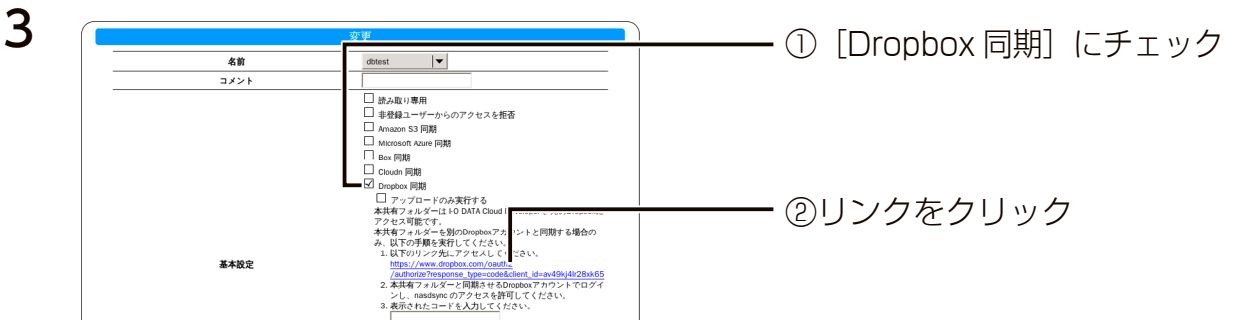 3
変更
① [Dropbox 同期] にチェック
名前
dbtest
コメント
読み取り専用
非登録ユーザーからのアクセスを拒否
Amazon S3 同期
Microsoft Azure 同期
Box 同期
Cloudn 同期
Dropbox 同期
アップロードのみ実行する
本共有フォルダーは I-O DATA Cloud
アクセス可能です。
②リンクをクリック
本共有フォルダーを別のDropboxアカウントと同期する場合の
み、以下の手順を実行してください。
基本設定
1. 以下のリンク先にアクセスしてください。
https://www.dropbox.com/oauth2
/authorize?response_type=code&client_id=av49kj4lr28xk65
2. 本共有フォルダーと同期させるDropboxアカウントでログイ
ンし、nasdsync のアクセスを許可してください。
3. 表示されたコードを入力してください。